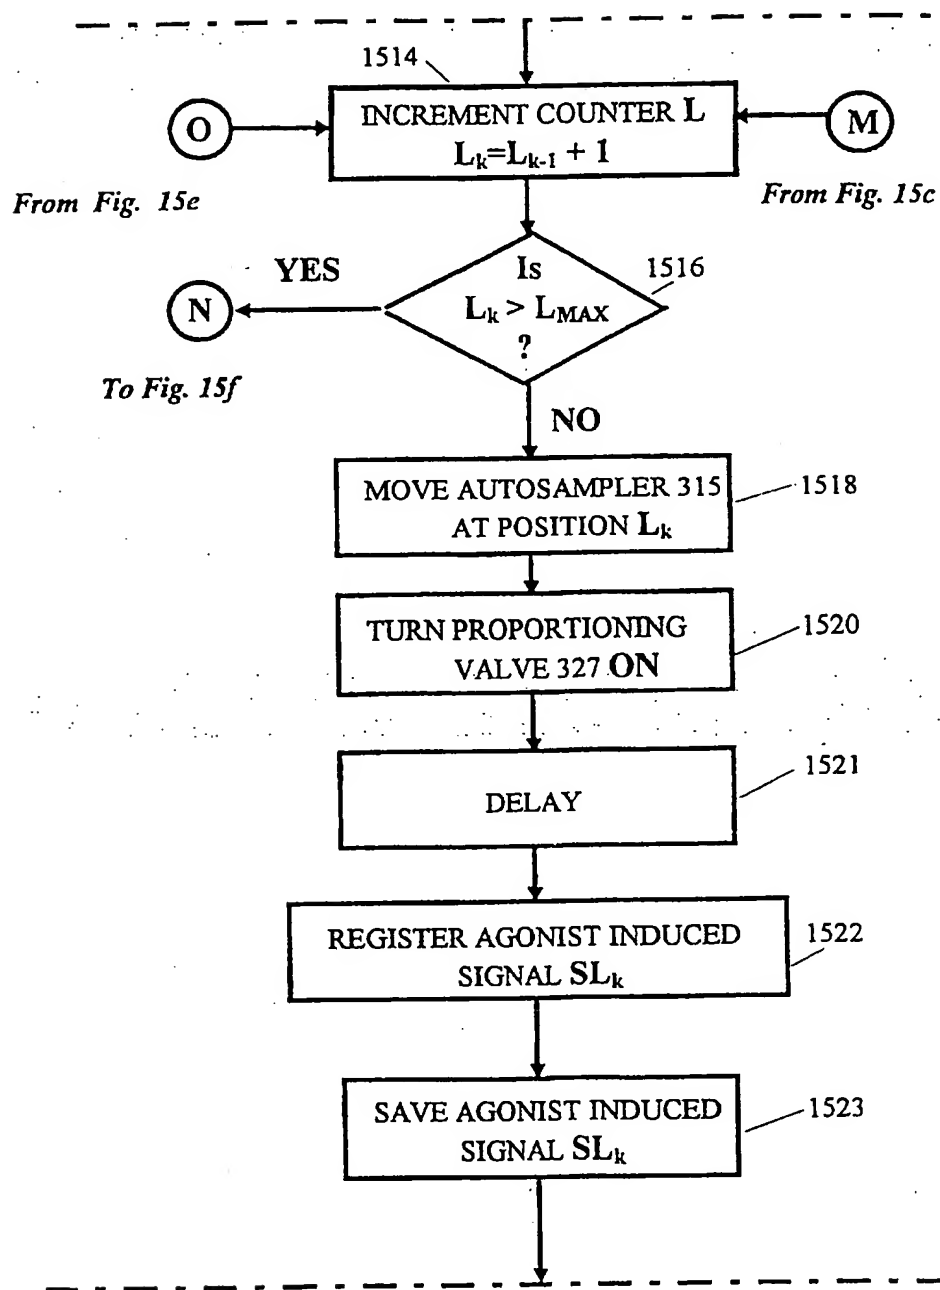 1514
INCREMENT COUNTER L
Lk=Lk-1 + 1
O
M
From Fig. 15e
From Fig. 15c
YES
Is
Lk > LMAX
?
1516
N
To Fig. 15f
NO
MOVE AUTOSAMPLER 315
AT POSITION Lk
1518
TURN PROPORTIONING
VALVE 327 ON
1520
DELAY
1521
REGISTER AGONIST INDUCED
SIGNAL SLk
1522
SAVE AGONIST INDUCED
SIGNAL SLk
1523